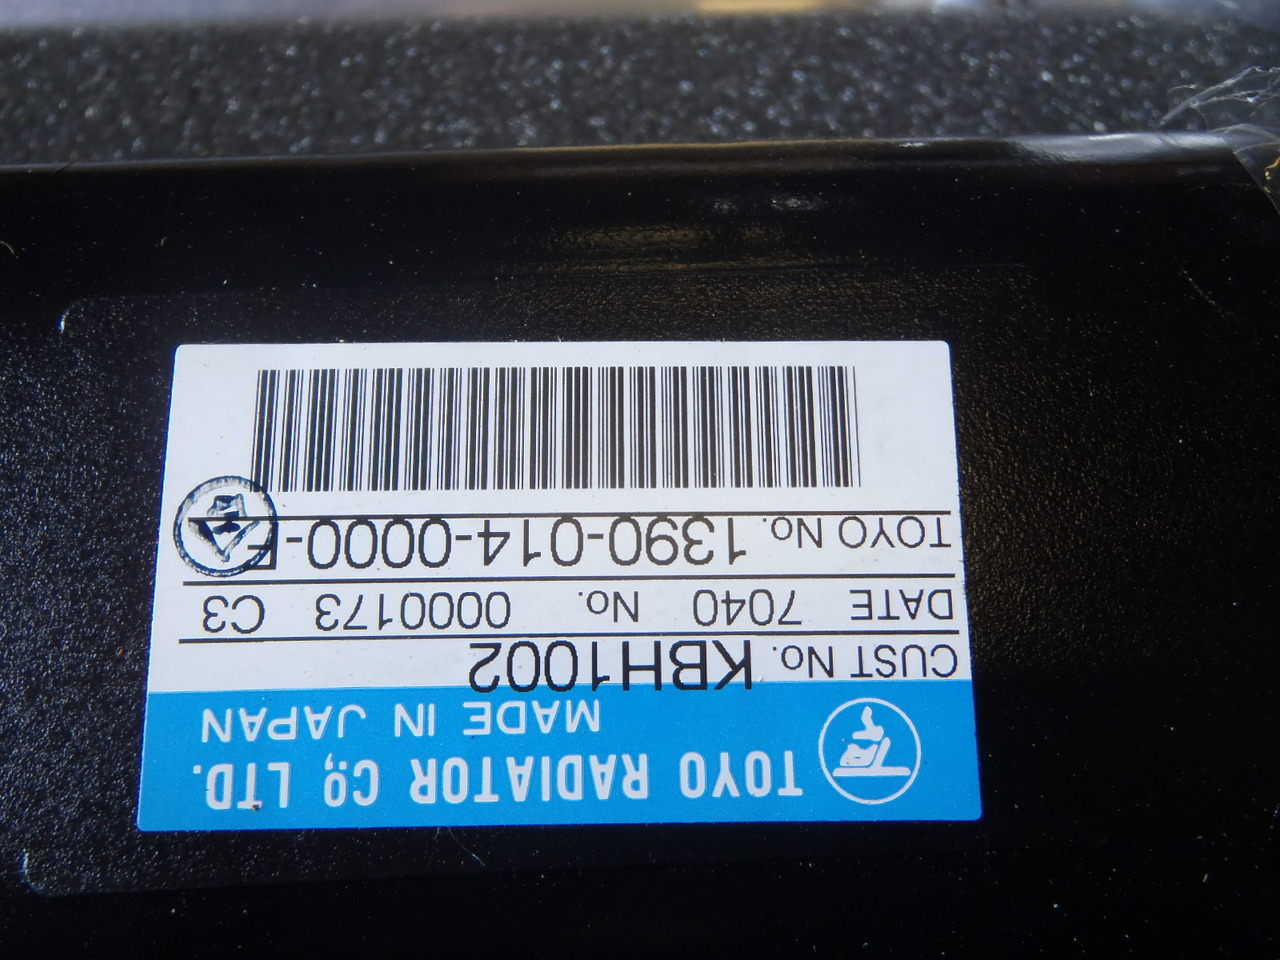 TOYO RADIATOR CO., LTD.
MADE IN JAPAN
CUST No. KBH1002
DATE 7040 No. 0000173 C3
TOYO No. 1390-014-0000-E